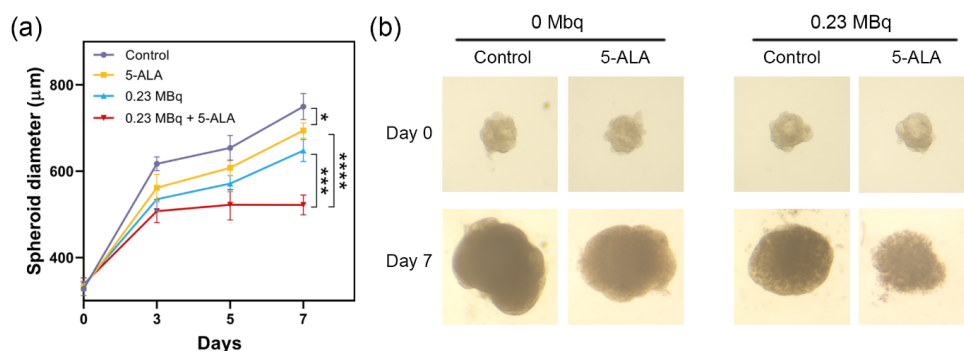 (a)
Spheroid diameter (μm)
800
600
400
Control
5-ALA
0.23 MBq
0.23 MBq + 5-ALA
*
***
****
0
3
5
7
Days
(b)
0 Mbq
0.23 MBq
Control
5-ALA
Control
5-ALA
Day 0
Day 7